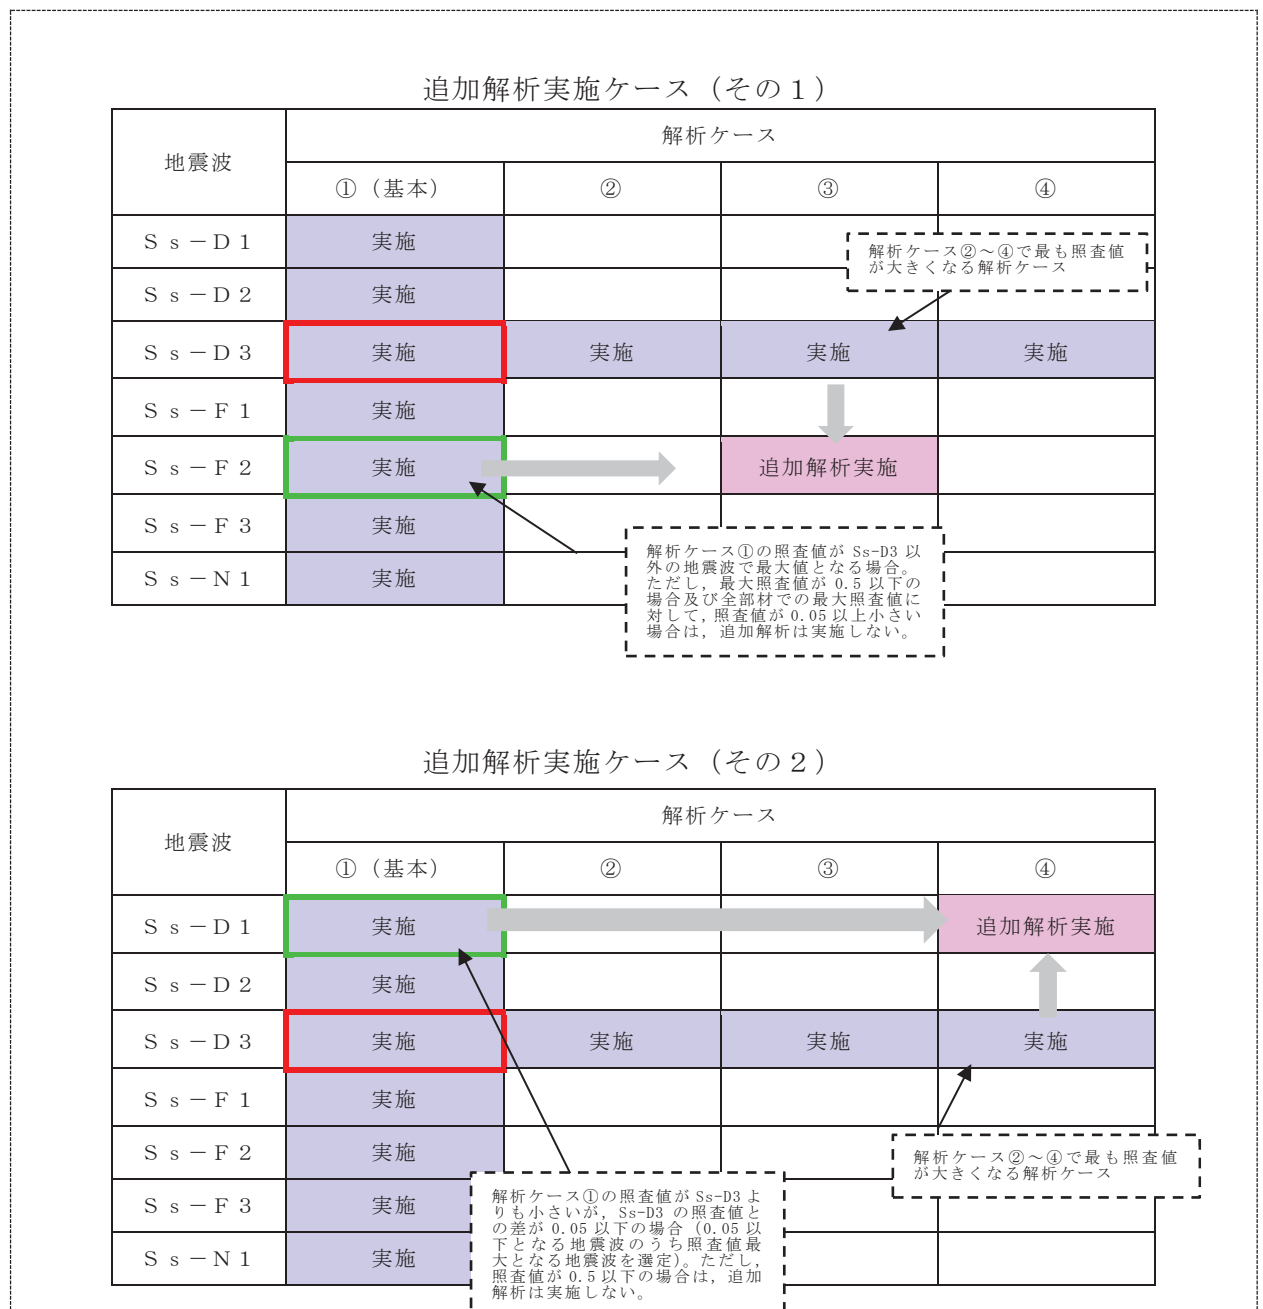 追加解析実施ケース（その１）
地震波
解析ケース
①（基本） ② ③ ④
Ｓｓ－Ｄ１ 実施
解析ケース②～④で最も照査値
が大きくなる解析ケース
Ｓｓ－Ｄ２ 実施
Ｓｓ－Ｄ３ 実施 実施 実施 実施
Ｓｓ－Ｆ１ 実施
Ｓｓ－Ｆ２ 実施 追加解析実施
Ｓｓ－Ｆ３ 実施
Ｓｓ－Ｎ１ 実施
解析ケース①の照査値が Ss-D3 以
外の地震波で最大値となる場合。
ただし，最大照査値が 0.5 以下の
場合及び全部材での最大照査値に
対して，照査値が 0.05 以上小さい
場合は，追加解析は実施しない。
追加解析実施ケース（その２）
地震波
解析ケース
①（基本） ② ③ ④
Ｓｓ－Ｄ１ 実施 追加解析実施
Ｓｓ－Ｄ２ 実施
Ｓｓ－Ｄ３ 実施 実施 実施 実施
Ｓｓ－Ｆ１ 実施
Ｓｓ－Ｆ２ 実施
解析ケース②～④で最も照査値
が大きくなる解析ケース
Ｓｓ－Ｆ３ 実施
Ｓｓ－Ｎ１ 実施
解析ケース①の照査値が Ss-D3 よ
りも小さいが，Ss-D3 の照査値と
の差が 0.05 以下の場合（0.05 以
下となる地震波のうち照査値最
大となる地震波を選定）。ただし，
照査値が 0.5 以下の場合は，追加
解析は実施しない。